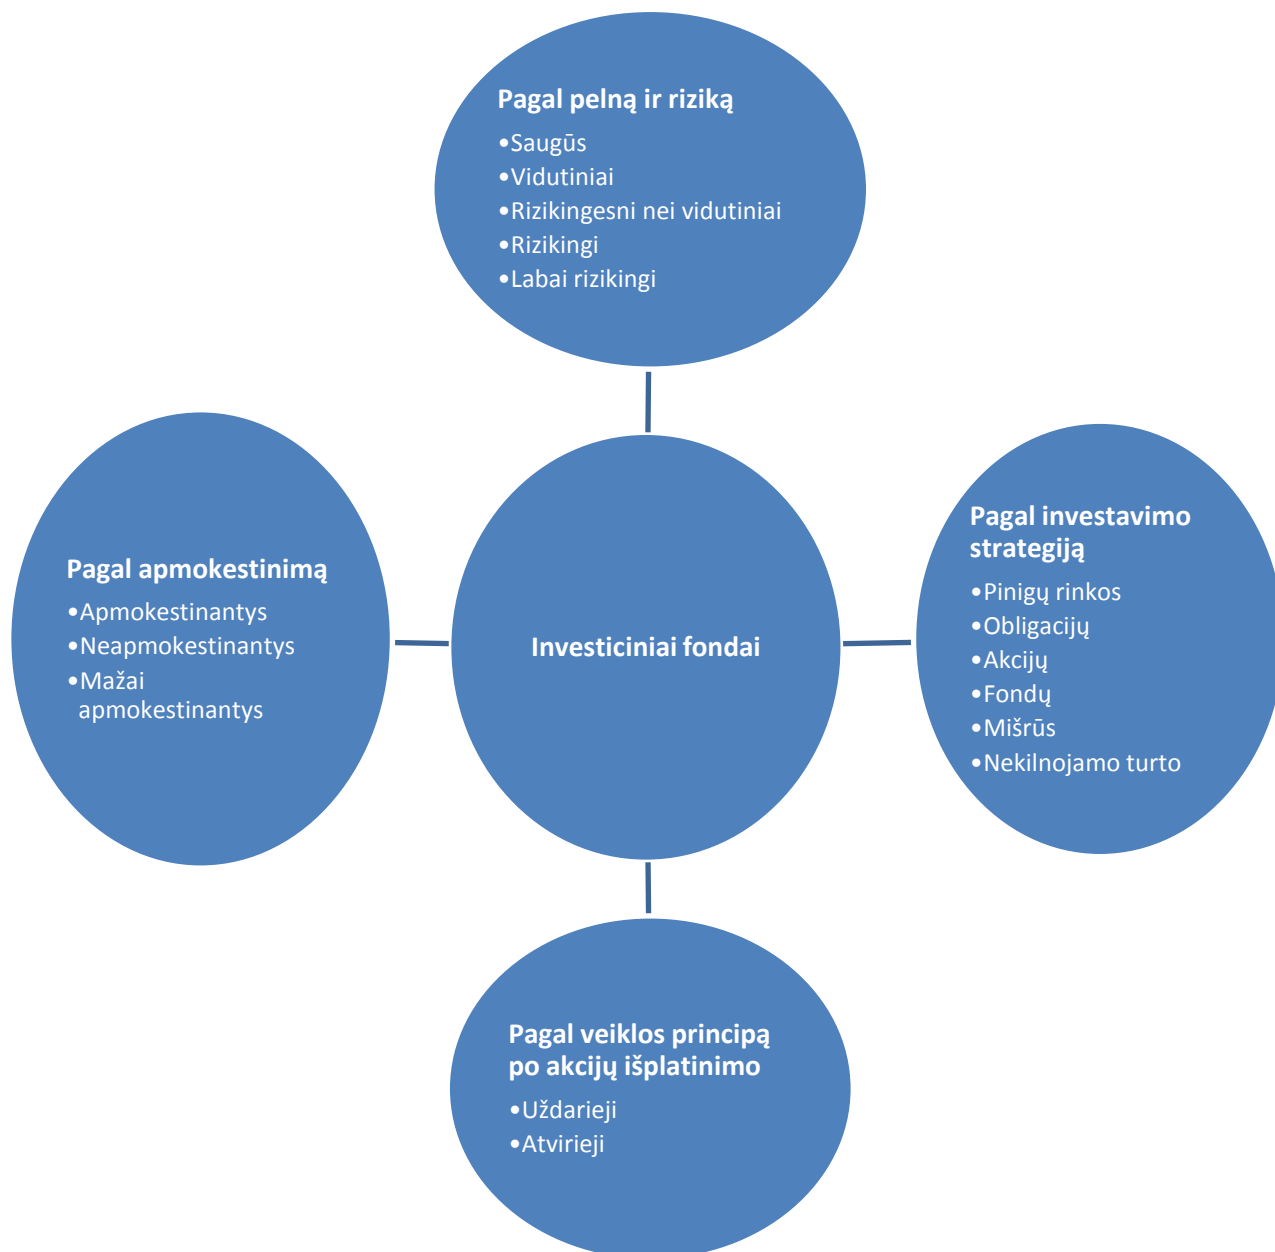 Pagal pelną ir riziką
•Saugūs
•Vidutiniai
•Rizikingesni nei vidutiniai
•Rizikingi
•Labai rizikingi
Pagal apmokestinimą
•Apmokestinantys
•Neapmokestinantys
•Mažai
apmokestinantys
Investiciniai fondai
Pagal investavimo
strategiją
•Pinigų rinkos
•Obligacijų
•Akcijų
•Fondų
•Mišrūs
•Nekilnojamo turto
Pagal veiklos principą
po akcijų išplatinimo
•Uždarieji
•Atvirieji